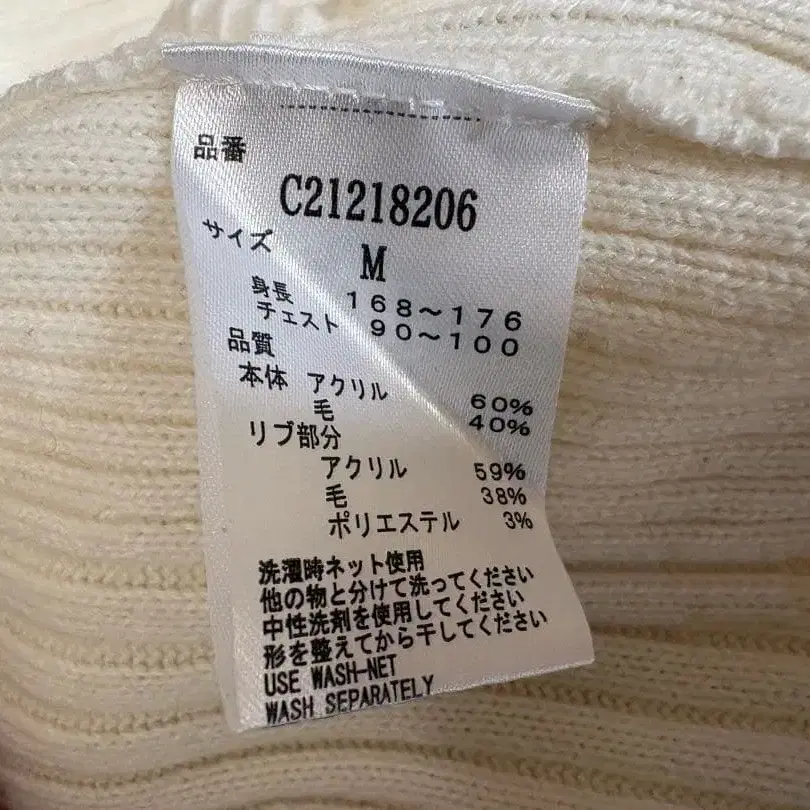 品番
C21218206
サイズ
M
身長 168～176
チェスト 90～100
品質
本体 アクリル 60%
毛 40%
リブ部分
アクリル 59%
毛 38%
ポリエステル 3%
洗濯時ネット使用
他の物と分けて洗ってください
中性洗剤を使用してください
形を整えてから干してください
USE WASH-NET
WASH SEPARATELY